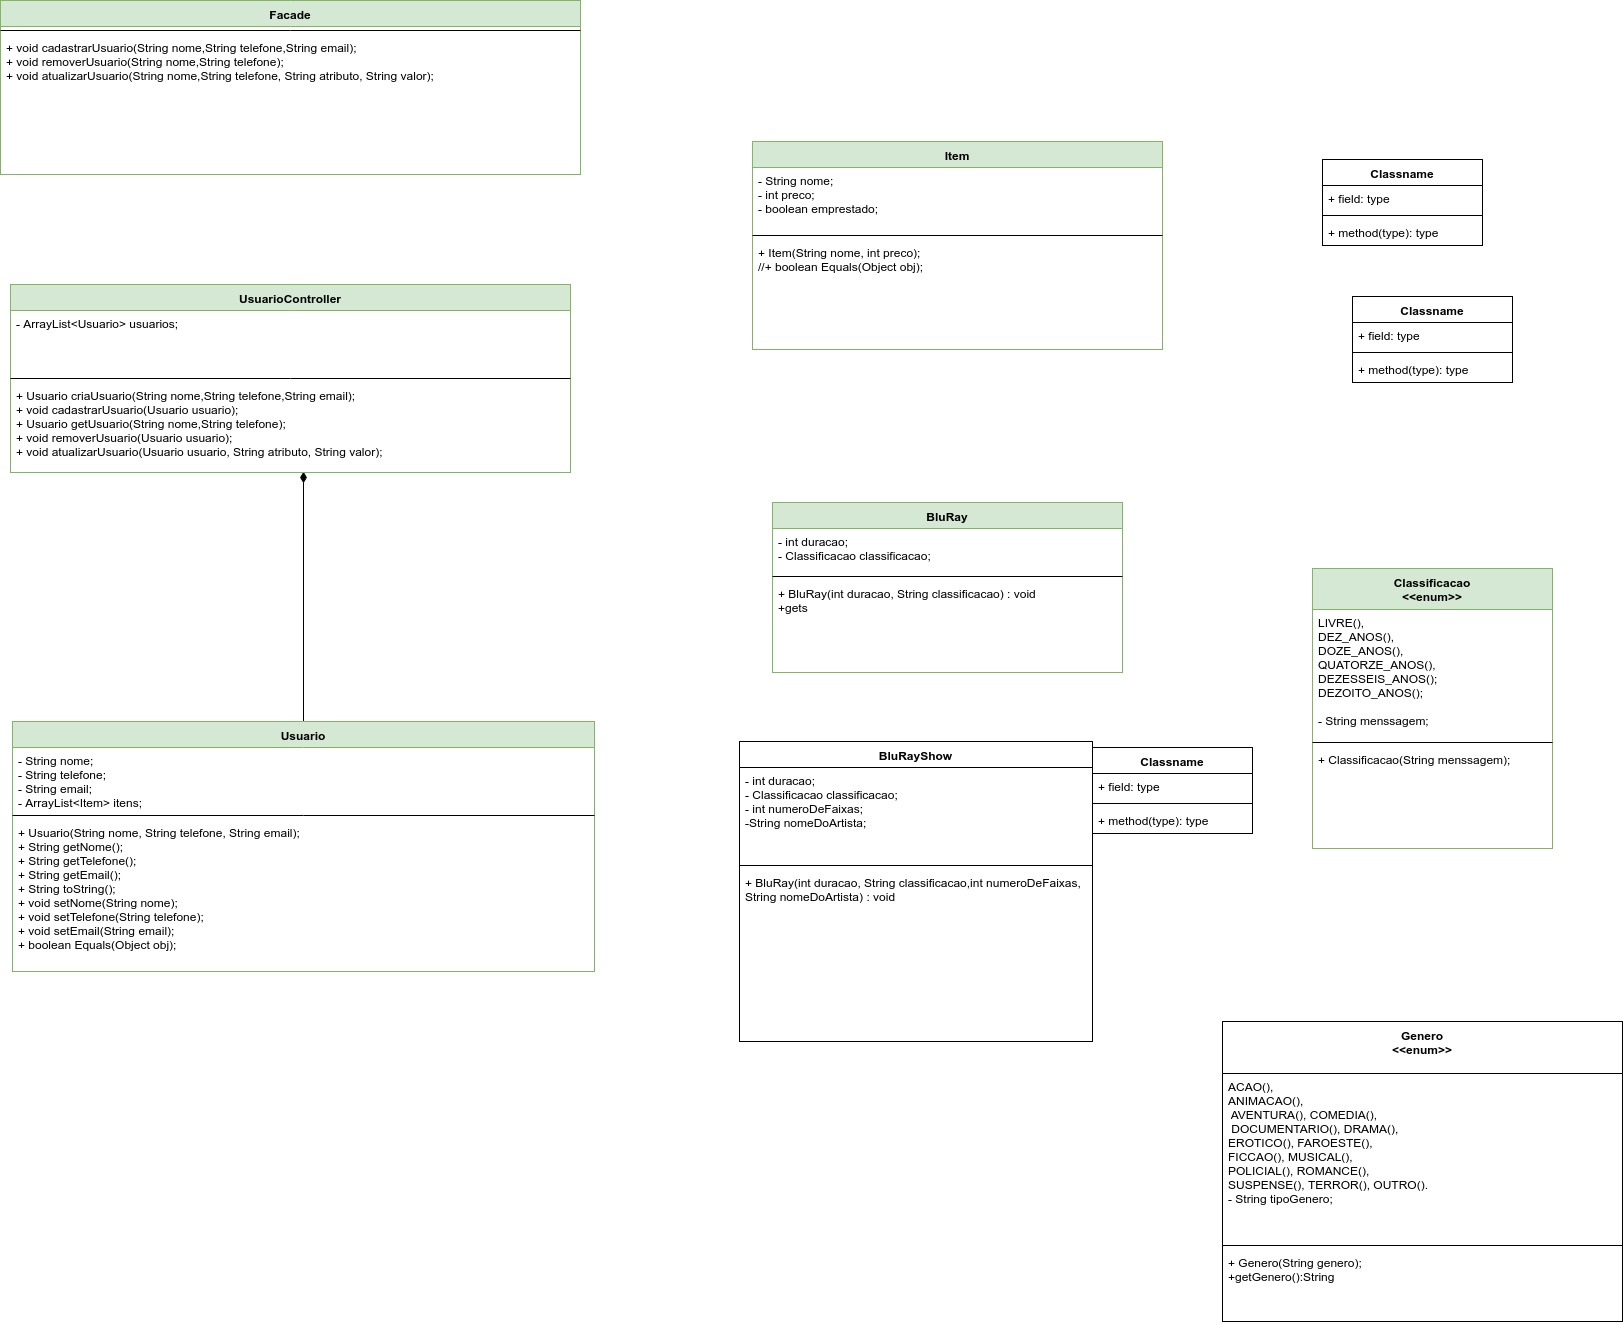 Facade
+ void cadastrarUsuario(String nome,String telefone,String email);
+ void removerUsuario(String nome,String telefone);
+ void atualizarUsuario(String nome,String telefone, String atributo, String valor);
UsuarioController
- ArrayList<Usuario> usuarios;
+ Usuario criaUsuario(String nome,String telefone,String email);
+ void cadastrarUsuario(Usuario usuario);
+ Usuario getUsuario(String nome,String telefone);
+ void removerUsuario(Usuario usuario);
+ void atualizarUsuario(Usuario usuario, String atributo, String valor);
Usuario
- String nome;
- String telefone;
- String email;
- ArrayList<Item> itens;
+ Usuario(String nome, String telefone, String email);
+ String getNome();
+ String getTelefone();
+ String getEmail();
+ String toString();
+ void setNome(String nome);
+ void setTelefone(String telefone);
+ void setEmail(String email);
+ boolean Equals(Object obj);
Item
- String nome;
- int preco;
- boolean emprestado;
+ Item(String nome, int preco);
//+ boolean Equals(Object obj);
BluRay
- int duracao;
- Classificacao classificacao;
+ BluRay(int duracao, String classificacao) : void
+gets
BluRayShow
- int duracao;
- Classificacao classificacao;
- int numeroDeFaixas;
-String nomeDoArtista;
+ BluRay(int duracao, String classificacao,int numeroDeFaixas,
String nomeDoArtista) : void
Classname
+ field: type
+ method(type): type
Classname
+ field: type
+ method(type): type
Classname
+ field: type
+ method(type): type
Classificacao
<<enum>>
LIVRE(),
DEZ_ANOS(),
DOZE_ANOS(),
QUATORZE_ANOS(),
DEZESSEIS_ANOS();
DEZOITO_ANOS();
- String menssagem;
+ Classificacao(String menssagem);
Genero
<<enum>>
ACAO(),
ANIMACAO(),
AVENTURA(), COMEDIA(),
DOCUMENTARIO(), DRAMA(),
EROTICO(), FAROESTE(),
FICCAO(), MUSICAL(),
POLICIAL(), ROMANCE(),
SUSPENSE(), TERROR(), OUTRO().
- String tipoGenero;
+ Genero(String genero);
+getGenero():String